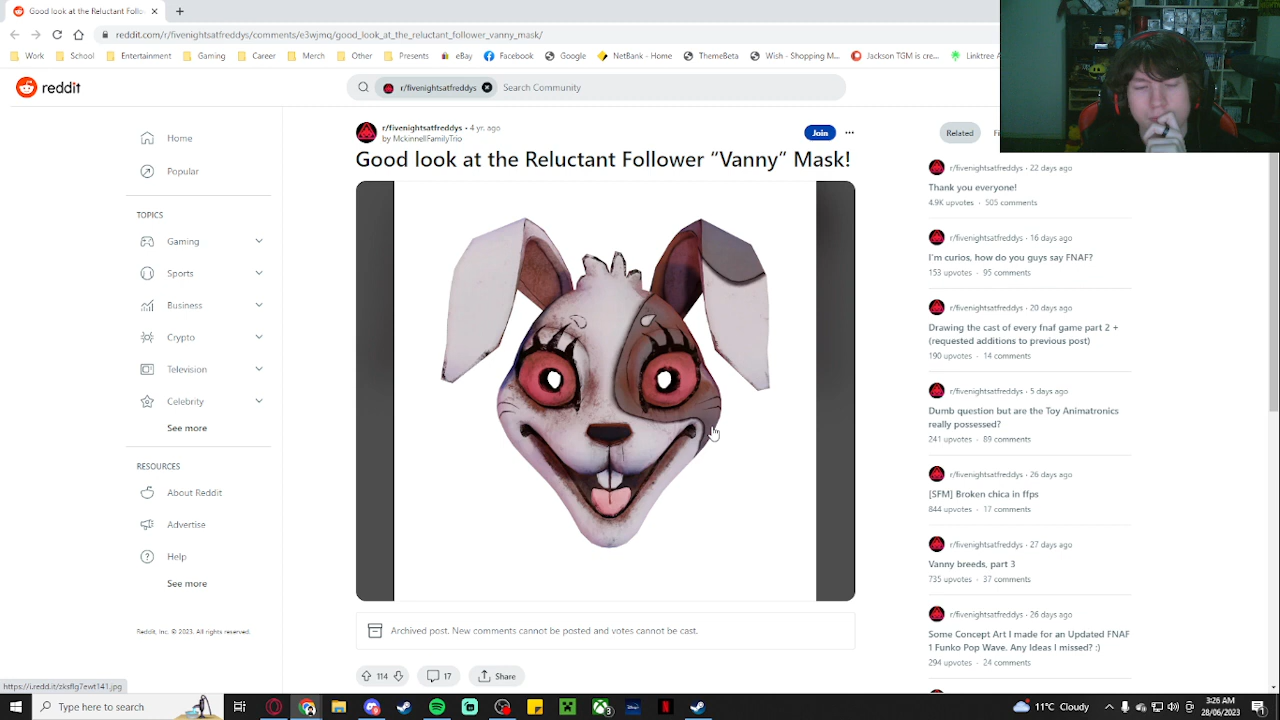 Good look at the Reluctant Foll
reddit.com/r/fivenightsatfreddys/comments/e3wjmq/good_look_at_the_reluctant_follower_vanny_mask/
Work
School
Entertainment
Gaming
Career
Merch
Other
Presents
eBay
Facebook
Google
NetBank - Home
ThemeBeta
Wish - Shopping M...
Jackson TGM is cre...
Linktree
reddit
r/fivenightsatfreddys
Search Community
Home
Popular
TOPICS
Gaming
Sports
Business
Crypto
Television
Celebrity
See more
RESOURCES
About Reddit
Advertise
Help
See more
Reddit, Inc. © 2023. All rights reserved.
r/fivenightsatfreddys • 4 yr. ago
by MckinnellFamilyTrio
Join
Good look at the Reluctant Follower “Vanny” Mask!
Archived post. New comments cannot be posted and votes cannot be cast.
114
17
Share
Related
r/fivenightsatfreddys • 22 days ago
Thank you everyone!
4.9K upvotes · 505 comments
r/fivenightsatfreddys • 16 days ago
I'm curios, how do you guys say FNAF?
153 upvotes · 95 comments
r/fivenightsatfreddys • 20 days ago
Drawing the cast of every fnaf game part 2 +
(requested additions to previous post)
190 upvotes · 14 comments
r/fivenightsatfreddys • 5 days ago
Dumb question but are the Toy Animatronics
really possessed?
241 upvotes · 89 comments
r/fivenightsatfreddys • 26 days ago
[SFM] Broken chica in ffps
844 upvotes · 17 comments
r/fivenightsatfreddys • 27 days ago
Vanny breeds, part 3
735 upvotes · 37 comments
r/fivenightsatfreddys • 26 days ago
Some Concept Art I made for an Updated FNAF
1 Funko Pop Wave. Any Ideas I missed? :)
294 upvotes · 24 comments
https://i.redd.it/zksflg7ewt141.jpg
Type here to search
11°C Cloudy
3:26 AM
28/06/2023